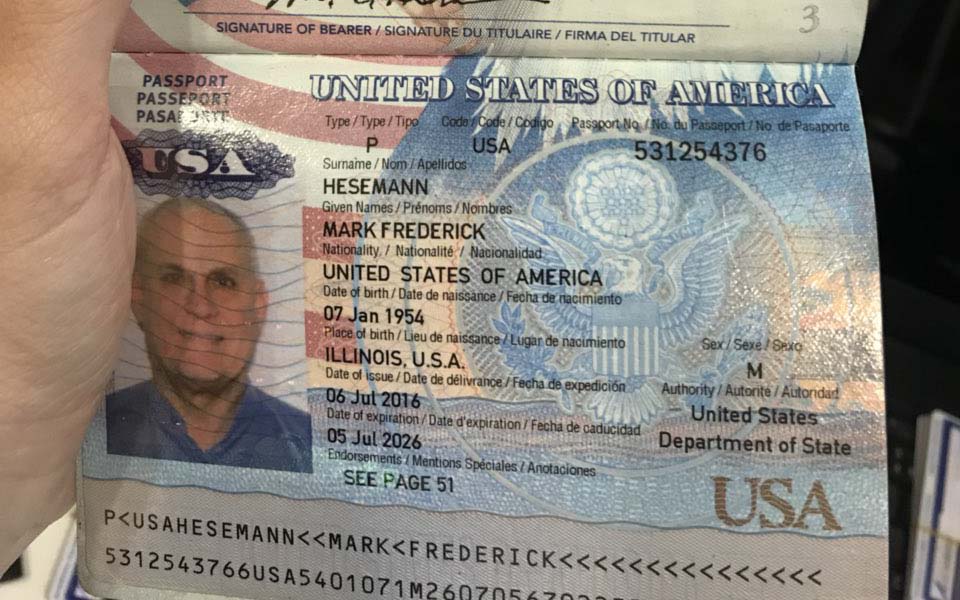 SIGNATURE OF BEARER / SIGNATURE DU TITULAIRE / FIRMA DEL TITULAR
3
PASSPORT
PASSEPORT
PASAPORTE
USA
UNITED STATES OF AMERICA
Type / Type / Tipo Code / Code / Código Passport No. / No. du Passeport / No. de Pasaporte
P USA 531254376
Surname / Nom / Apellidos
HESEMANN
Given Names / Prénoms / Nombres
MARK FREDERICK
Nationality / Nationalité / Nacionalidad
UNITED STATES OF AMERICA
Date of birth / Date de naissance / Fecha de nacimiento
07 Jan 1954
Place of birth / Lieu de naissance / Lugar de nacimiento Sex / Sexe / Sexo
ILLINOIS, U.S.A. M
Date of issue / Date de délivrance / Fecha de expedición Authority / Autorité / Autoridad
06 Jul 2016 United States
Date of expiration / Date d'expiration / Fecha de caducidad Department of State
05 Jul 2026
Endorsements / Mentions Spéciales / Anotaciones
SEE PAGE 51
USA
P<USAHESEMANN<<MARK<FREDERICK<<<<<<<<<<<<<<<
5312543766USA5401071M260705